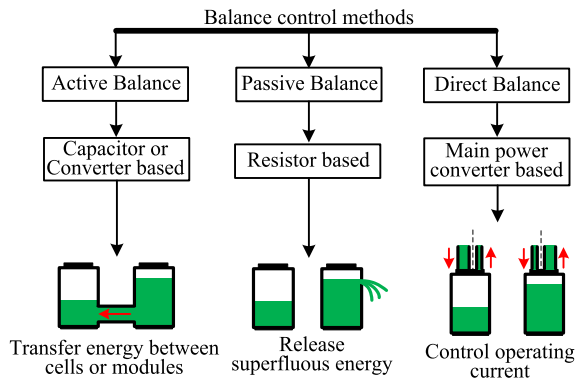 Balance control methods
Active Balance
Passive Balance
Direct Balance
Capacitor or
Converter based
Resistor based
Main power
converter based
Transfer energy between
cells or modules
Release
superfluous energy
Control operating
current